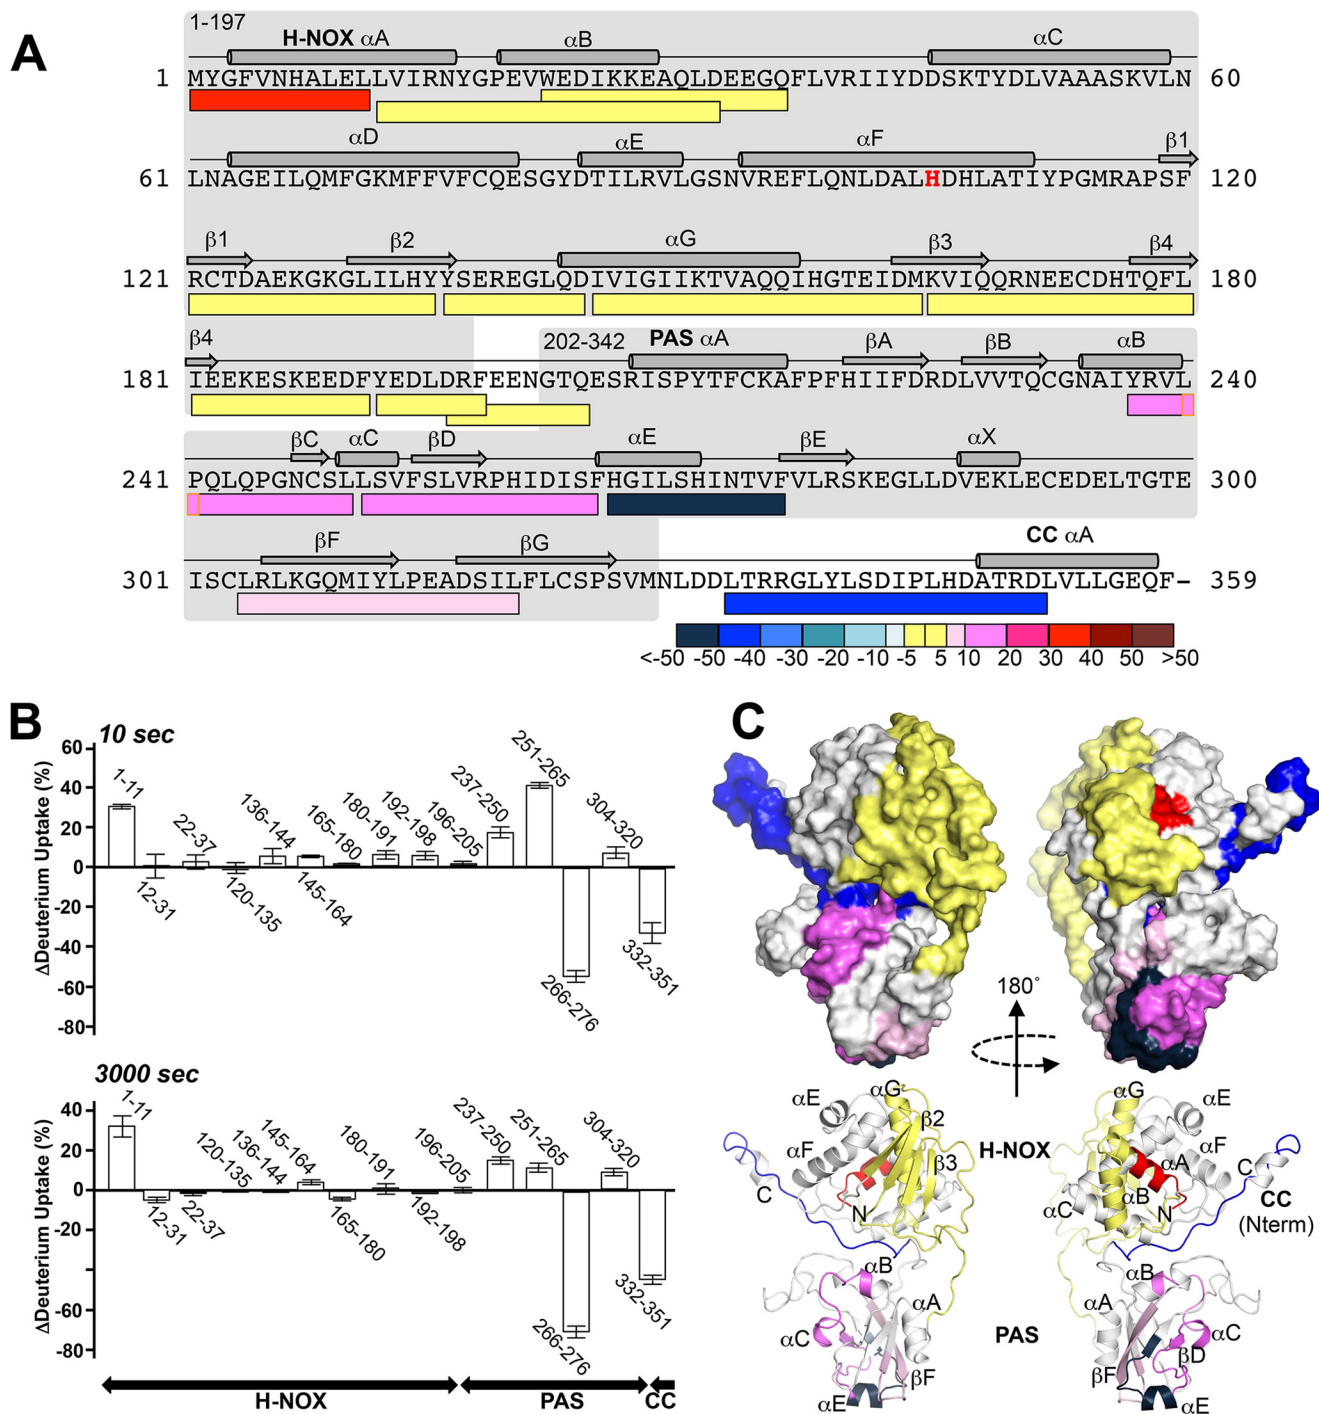 A
1-197
H-NOX αA αB αC
1 MYGFVNHALELLVIRNYGPEVWEDIKKEAQLDEEGQFLVRIIYDDSKTYDLVAAASKVLN 60
αD αE αF β1
61 LNAGEILQMFGKMFFVFCQESGYDTILRVLGSNVREFLQNLDALHDHLATIYPGMRAPSF 120
β1 β2 αG β3 β4
121 RCTDAEKGKGLILHYYSEREGLQDIVIGIIKTVAQQIHGTEIDMKVIQQRNEECDHTQFL 180
β4 202-342 PAS αA βA βB αB
181 IEEKESKEEDFYEDLDRFEENGTQESRISPYTFCKAFPFHIIFDRDLVVTQCGNAIYRVL 240
βC αC βD αE βE αX
241 PQLQPGNCSLLSVFSLVRPHIDISFHGILSHINTVFVLRSKEGLLDVEKLECEDELTGTE 300
βF βG CC αA
301 ISCLRLKGQMIYLPEADSILFLCSPSVMNLDDLTRRGLYLSDIPLHDATRDLVLLGEQF– 359
<-50 -50 -40 -30 -20 -10 -5 5 10 20 30 40 50 >50
B
10 sec
ΔDeuterium Uptake (%)
60
40
20
0
-20
-40
-60
-80
1-11
12-31
22-37
120-135
136-144
145-164
165-180
180-191
192-198
196-205
237-250
251-265
266-276
304-320
332-351
3000 sec
ΔDeuterium Uptake (%)
40
20
0
-20
-40
-60
-80
1-11
12-31
22-37
120-135
136-144
145-164
165-180
180-191
192-198
196-205
237-250
251-265
266-276
304-320
332-351
H-NOX PAS CC
C
180°
αG αE β2 αF H-NOX β3 C N αB αA αC PAS βF αE
αG αE αF αA αB N αC C CC (Nterm) αB αA αC βD βF αE